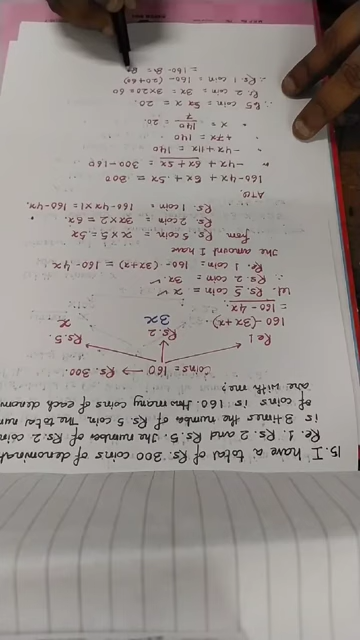 15. I have a total of Rs. 300 coins of denominat
Re. 1, Rs. 2 and Rs. 5. The number of Rs. 2 coin
is 3 times the number of Rs. 5 coin. The total num
of coins is 160. How many coins of each denom
are with me?
Coins = 160 → Rs. 300
Re 1 Rs. 2 Rs. 5
160 - (3x+x) 3x x
= 160 - 4x
Let Rs. 5 coin = x
∴ Rs. 2 coin = 3x
Re. 1 coin = 160 - (3x+x) = 160 - 4x
The amount I have
from Rs. 5 coin = x × 5 = 5x
Rs. 2 coin = 3x × 2 = 6x
Rs. 1 coin = 160-4x × 1 = 160-4x
ATQ.
160 - 4x + 6x + 5x = 300
-4x + 6x + 5x = 300 - 160
-4x + 11x = 140
+7x = 140
x = 140/7 = 20.
∴ Rs 5 coin = x = 20.
Rs. 2 coin = 3x = 3×20 = 60
∴ Rs. 1 coin = 160 - (20+60)
= 160 - 80 = 80